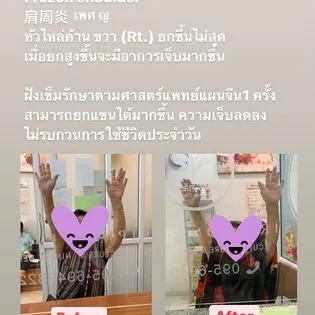 Frozen shoulder
肩周炎 เพศ ญ
หัวไหล่ด้าน ขวา (Rt.) ยกขึ้นไม่สุด
เมื่อยกสูงขึ้นจะมีอาการเจ็บมากขึ้น
ฝังเข็มรักษาตามศาสตร์แพทย์แผนจีน1 ครั้ง
สามารถยกแขนได้มากขึ้น ความเจ็บลดลง
ไม่รบกวนการใช้ชีวิตประจำวัน
Before
After